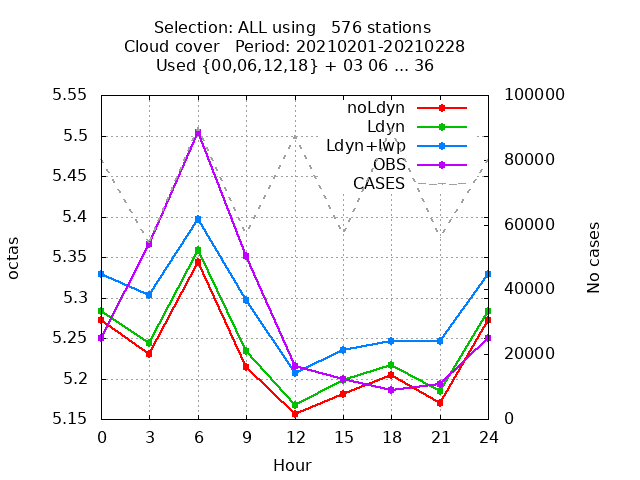 Selection: ALL using   576 stations
Cloud cover   Period: 20210201-20210228
Used {00,06,12,18} + 03 06 ... 36
noLdyn
Ldyn
Ldyn+lwp
OBS
CASES
5.55
5.5
5.45
5.4
5.35
5.3
5.25
5.2
5.15
octas
100000
80000
60000
40000
20000
0
No cases
0 3 6 9 12 15 18 21 24
Hour